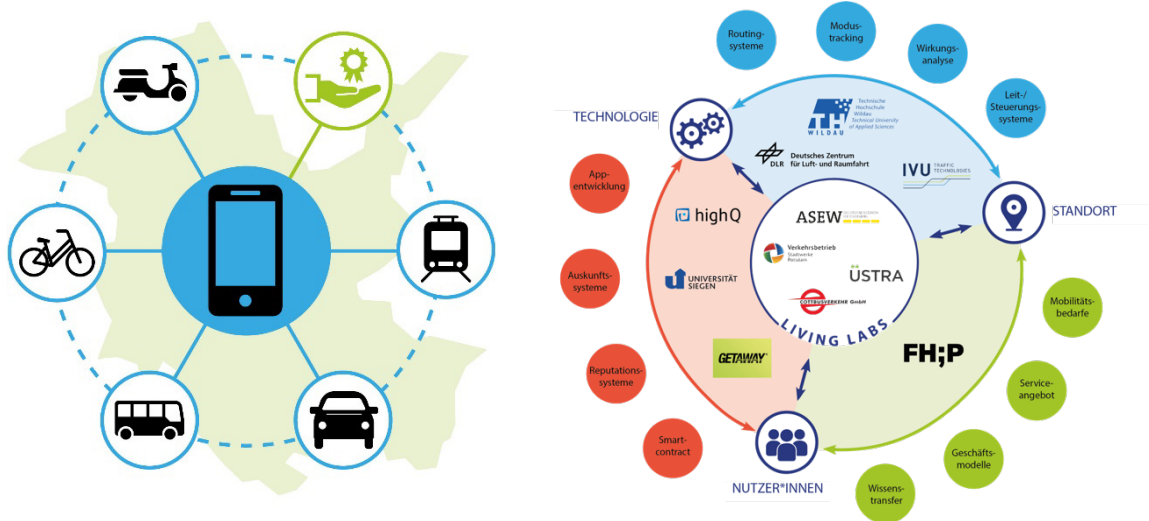 Routing-
systeme
Modus-
tracking
Wirkungs-
analyse
Leit-/
Steuerungs-
systeme
TECHNOLOGIE
TH
WILDAU
Technische
Hochschule
Wildau
Technical University
of Applied Sciences
DLR
Deutsches Zentrum
für Luft- und Raumfahrt
IVU
TRAFFIC
TECHNOLOGIES
STANDORT
App-
entwicklung
highQ
ASEW
Verkehrsbetrieb
Stadtwerke
Potsdam
ÜSTRA
COTTBUSVERKEHR GmbH
LIVING LABS
Auskunfts-
systeme
UNIVERSITÄT
SIEGEN
Mobilitäts-
bedarfe
GETAWAY
FH;P
Reputations-
systeme
Service-
angebot
Smart-
contract
Geschäfts-
modelle
NUTZER*INNEN
Wissens-
transfer